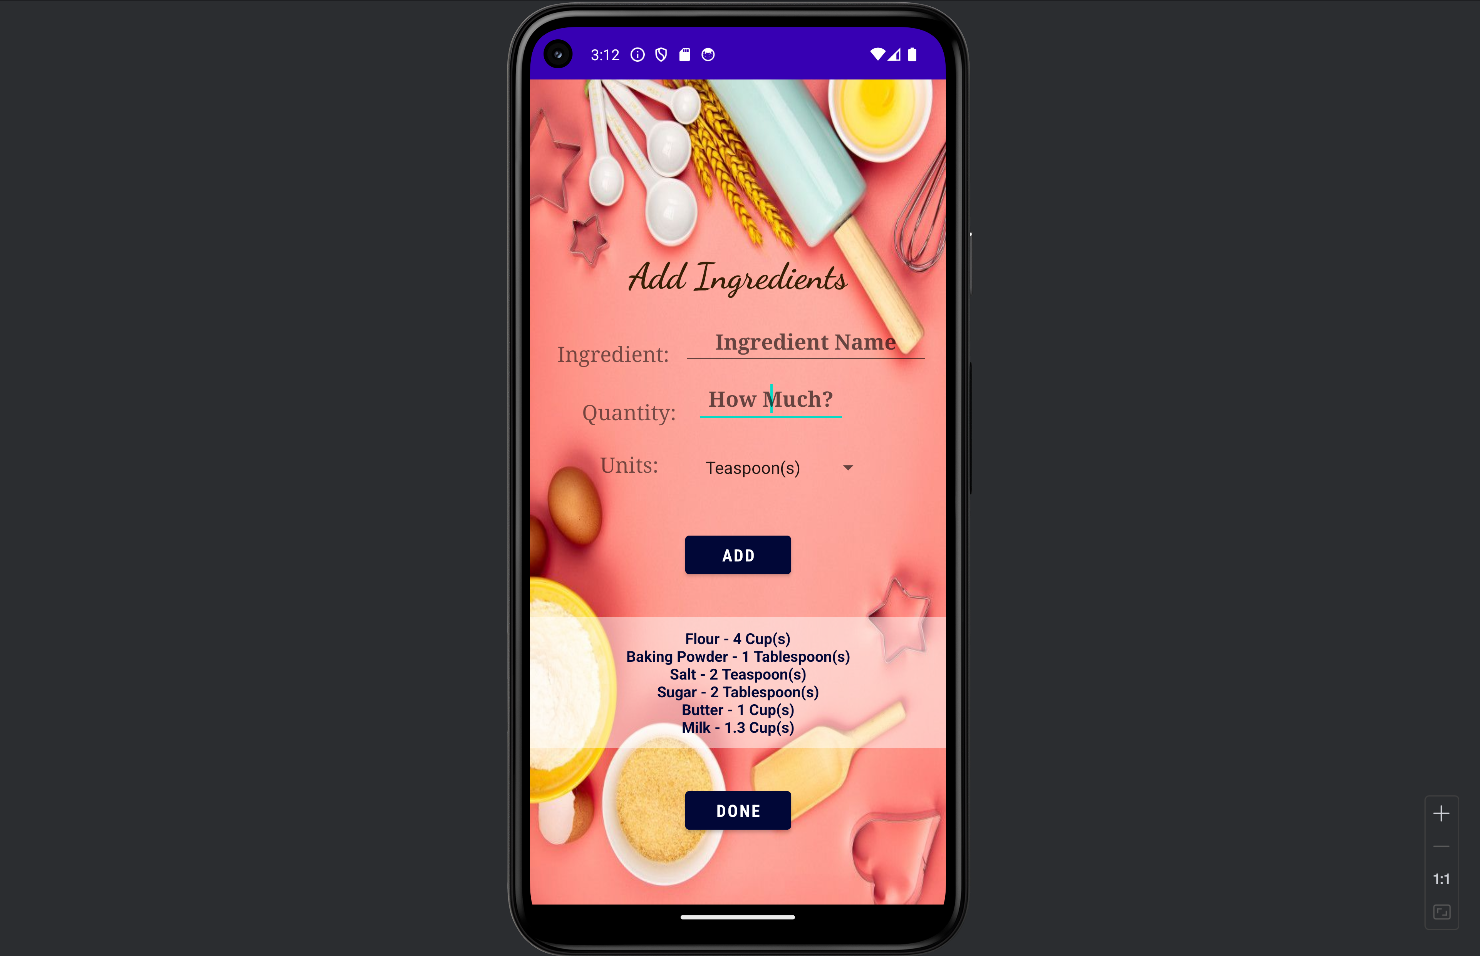 3:12
Add Ingredients
Ingredient: Ingredient Name
Quantity: How Much?
Units: Teaspoon(s)
ADD
Flour - 4 Cup(s)
Baking Powder - 1 Tablespoon(s)
Salt - 2 Teaspoon(s)
Sugar - 2 Tablespoon(s)
Butter - 1 Cup(s)
Milk - 1.3 Cup(s)
DONE
1:1